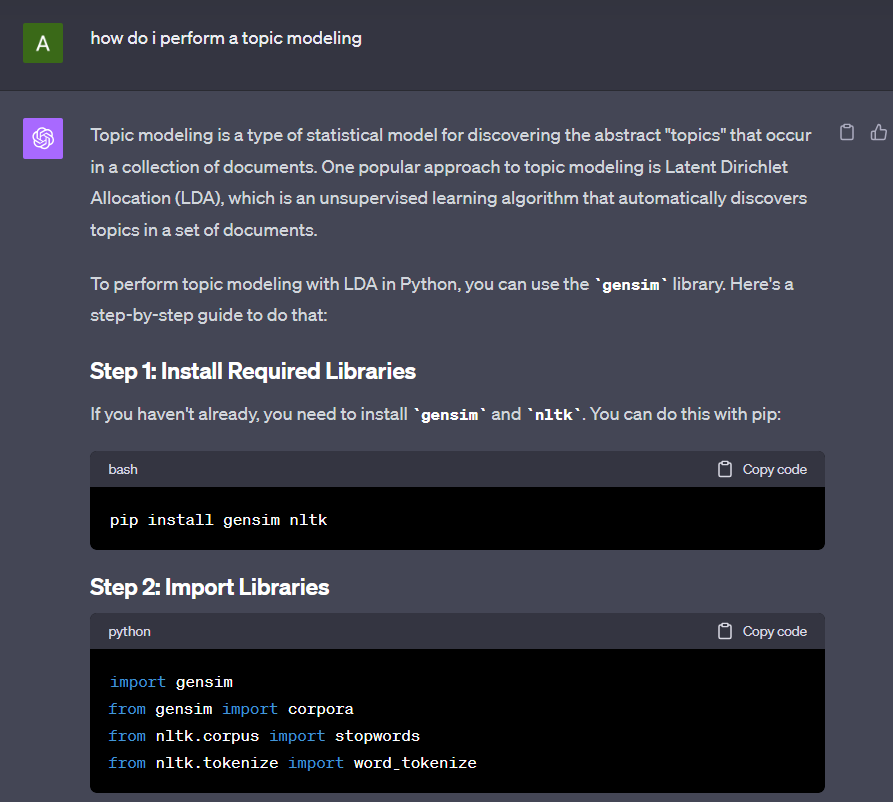 A
how do i perform a topic modeling
Topic modeling is a type of statistical model for discovering the abstract "topics" that occur
in a collection of documents. One popular approach to topic modeling is Latent Dirichlet
Allocation (LDA), which is an unsupervised learning algorithm that automatically discovers
topics in a set of documents.
To perform topic modeling with LDA in Python, you can use the `gensim` library. Here's a
step-by-step guide to do that:
Step 1: Install Required Libraries
If you haven't already, you need to install `gensim` and `nltk`. You can do this with pip:
bash Copy code
pip install gensim nltk
Step 2: Import Libraries
python Copy code
import gensim
from gensim import corpora
from nltk.corpus import stopwords
from nltk.tokenize import word_tokenize